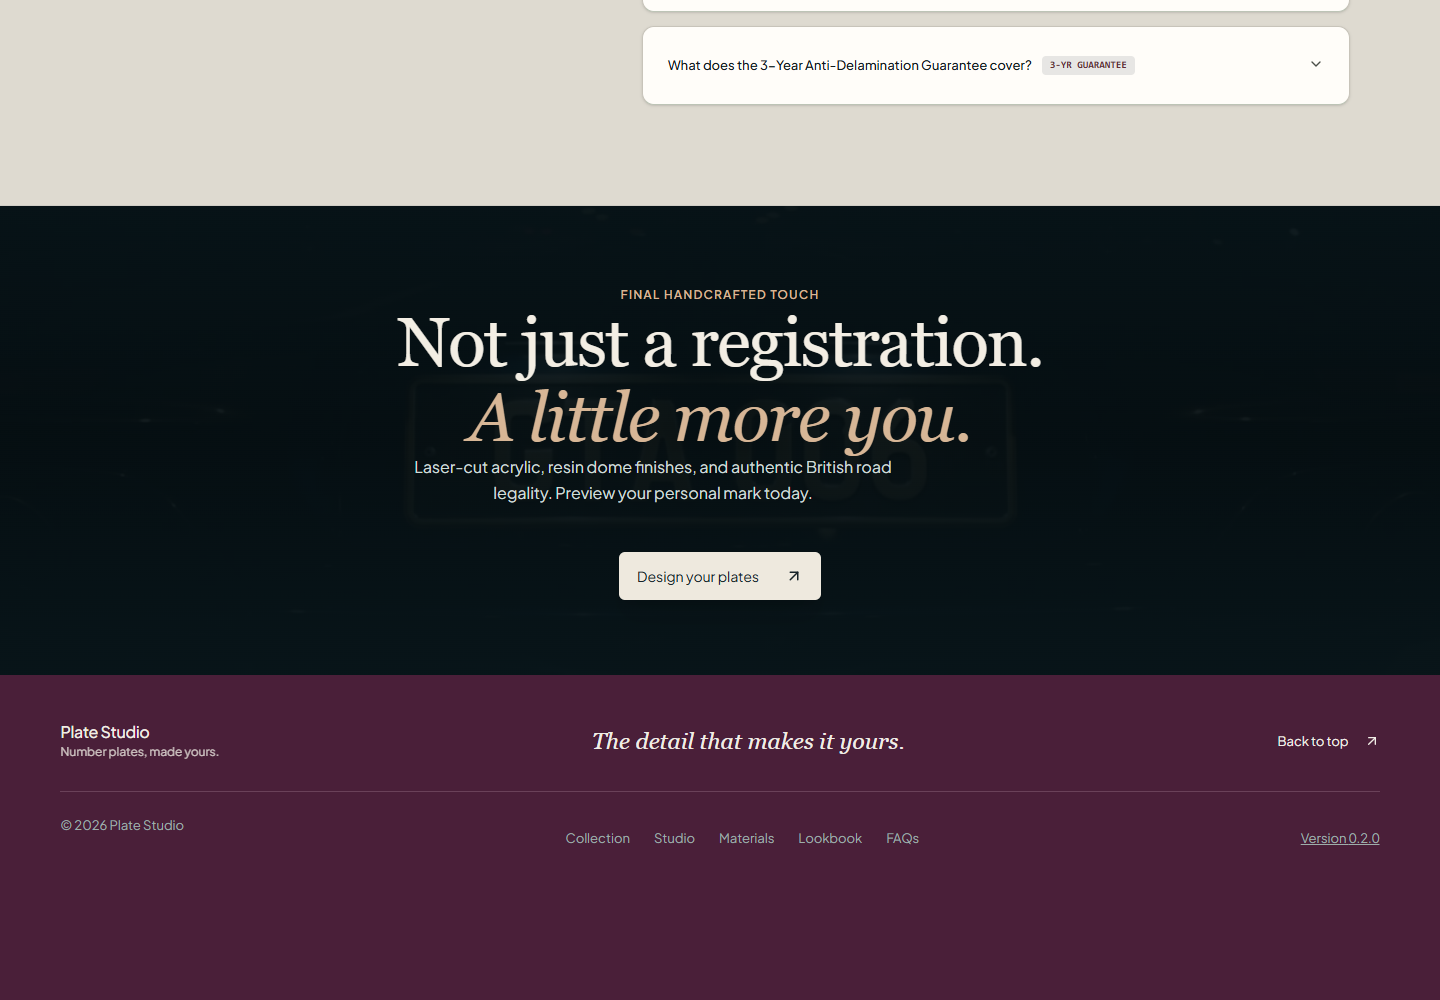 What does the 3-Year Anti-Delamination Guarantee cover? 3-YR GUARANTEE
FINAL HANDCRAFTED TOUCH
Not just a registration.
A little more you.
Laser-cut acrylic, resin dome finishes, and authentic British road
legality. Preview your personal mark today.
Design your plates
Plate Studio
Number plates, made yours.
The detail that makes it yours.
Back to top
© 2026 Plate Studio
Collection Studio Materials Lookbook FAQs
Version 0.2.0